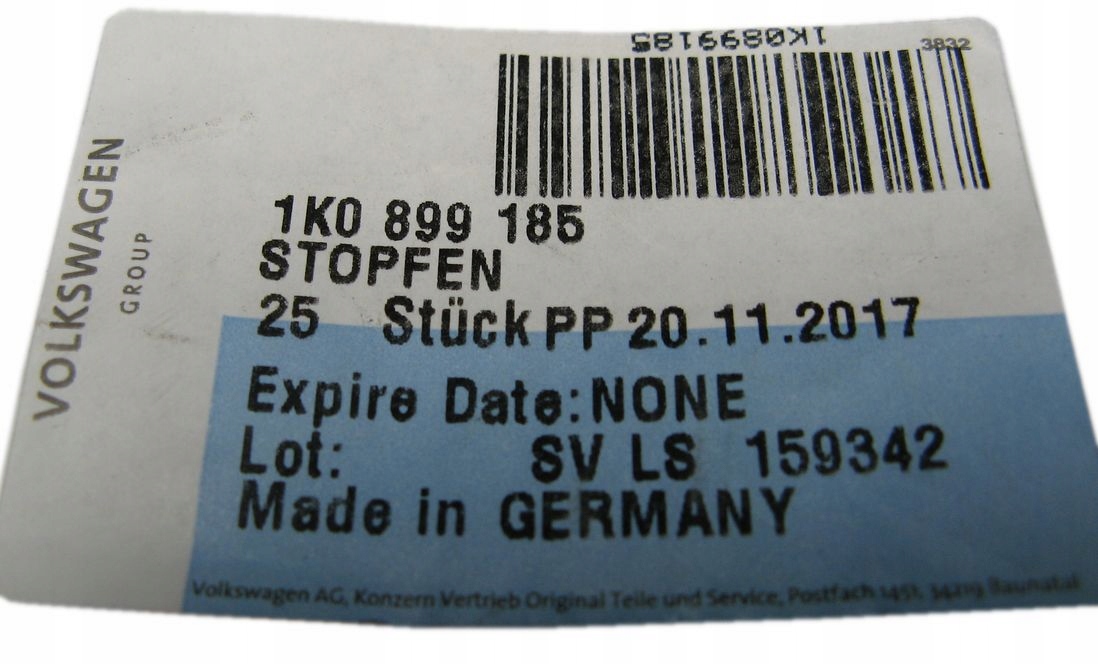 1K0899185
3832
VOLKSWAGEN
GROUP
1K0 899 185
STOPFEN
25 Stück PP 20.11.2017
Expire Date: NONE
Lot: SV LS 159342
Made in GERMANY
Volkswagen AG, Konzern Vertrieb Original Teile und Service, Postfach 1451, 34219 Baunatal